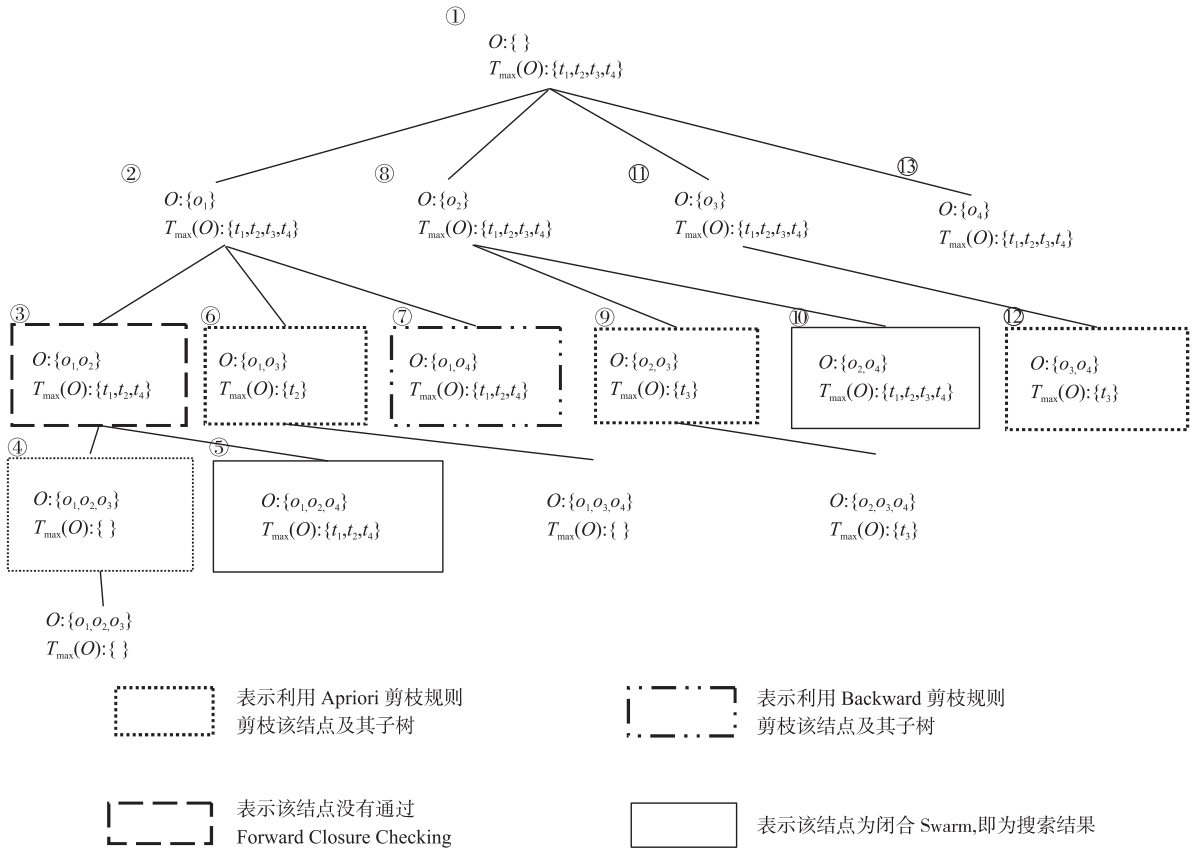 ①
O:{ }
Tmax(O):{t1,t2,t3,t4}
②
O:{o1}
Tmax(O):{t1,t2,t3,t4}
⑧
O:{o2}
Tmax(O):{t1,t2,t3,t4}
⑪
O:{o3}
Tmax(O):{t1,t2,t3,t4}
⑬
O:{o4}
Tmax(O):{t1,t2,t3,t4}
③
O:{o1,o2}
Tmax(O):{t1,t2,t4}
⑥
O:{o1,o3}
Tmax(O):{t2}
⑦
O:{o1,o4}
Tmax(O):{t1,t2,t4}
⑨
O:{o2,o3}
Tmax(O):{t3}
⑩
O:{o2,o4}
Tmax(O):{t1,t2,t3,t4}
⑫
O:{o3,o4}
Tmax(O):{t3}
④
O:{o1,o2,o3}
Tmax(O):{ }
⑤
O:{o1,o2,o4}
Tmax(O):{t1,t2,t4}
O:{o1,o3,o4}
Tmax(O):{ }
O:{o2,o3,o4}
Tmax(O):{t3}
O:{o1,o2,o3}
Tmax(O):{ }
表示利用 Apriori 剪枝规则
剪枝该结点及其子树
表示利用 Backward 剪枝规则
剪枝该结点及其子树
表示该结点没有通过
Forward Closure Checking
表示该结点为闭合 Swarm,即为搜索结果